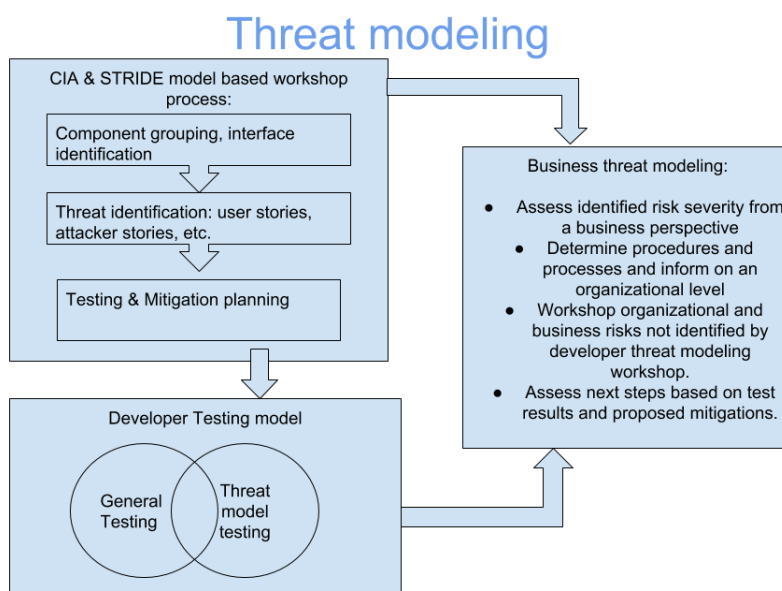 Threat modeling
CIA & STRIDE model based workshop
process:
Component grouping, interface
identification
Threat identification: user stories,
attacker stories, etc.
Testing & Mitigation planning
Developer Testing model
General
Testing
Threat
model
testing
Business threat modeling:
● Assess identified risk severity from
a business perspective
● Determine procedures and
processes and inform on an
organizational level
● Workshop organizational and
business risks not identified by
developer threat modeling
workshop.
● Assess next steps based on test
results and proposed mitigations.